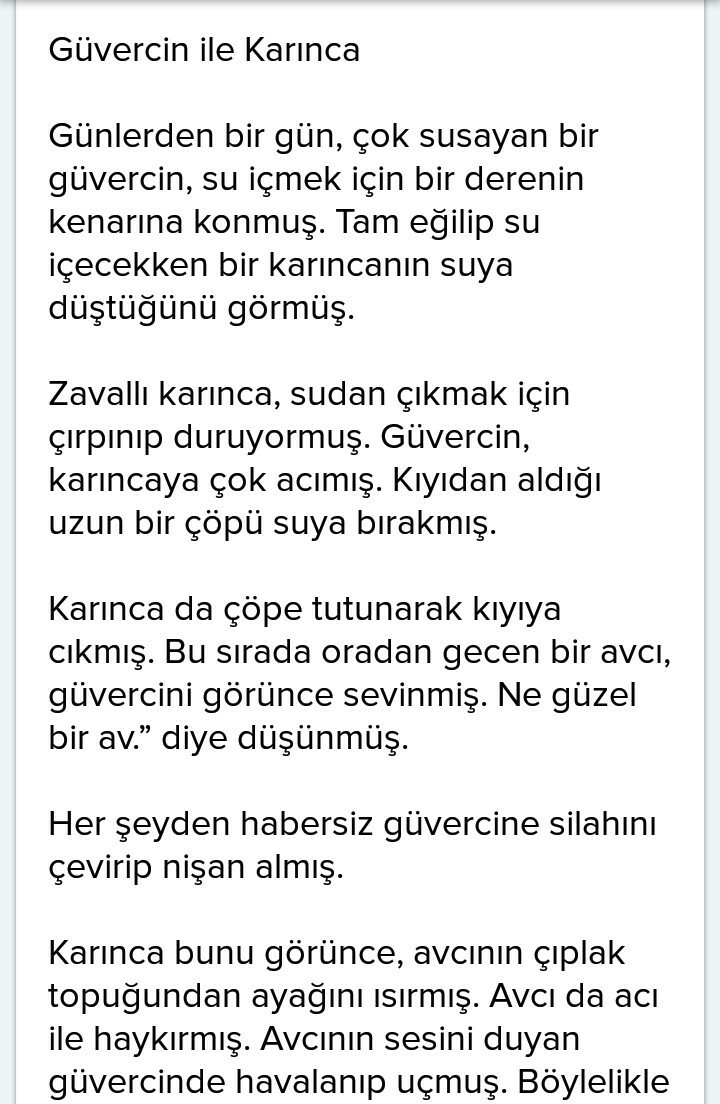 Güvercin ile Karınca
Günlerden bir gün, çok susayan bir
güvercin, su içmek için bir derenin
kenarına konmuş. Tam eğilip su
içecekken bir karıncanın suya
düştüğünü görmüş.
Zavallı karınca, sudan çıkmak için
çırpınıp duruyormuş. Güvercin,
karıncaya çok acımış. Kıyıdan aldığı
uzun bir çöpü suya bırakmış.
Karınca da çöpe tutunarak kıyıya
cıkmış. Bu sırada oradan gecen bir avcı,
güvercini görünce sevinmiş. Ne güzel
bir av.” diye düşünmüş.
Her şeyden habersiz güvercine silahını
çevirip nişan almış.
Karınca bunu görünce, avcının çıplak
topuğundan ayağını ısırmış. Avcı da acı
ile haykırmış. Avcının sesini duyan
güvercinde havalanıp uçmuş. Böylelikle